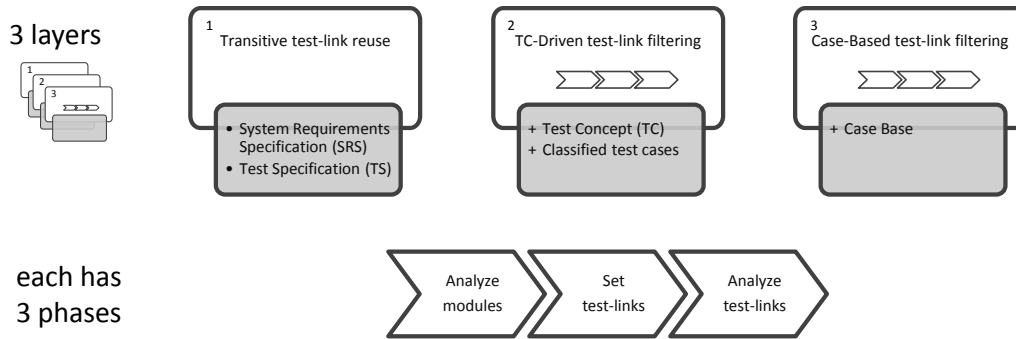 3 layers
1
2
3
1
Transitive test-link reuse
• System Requirements
Specification (SRS)
• Test Specification (TS)
2
TC-Driven test-link filtering
+ Test Concept (TC)
+ Classified test cases
3
Case-Based test-link filtering
+ Case Base
each has
3 phases
Analyze
modules
Set
test-links
Analyze
test-links